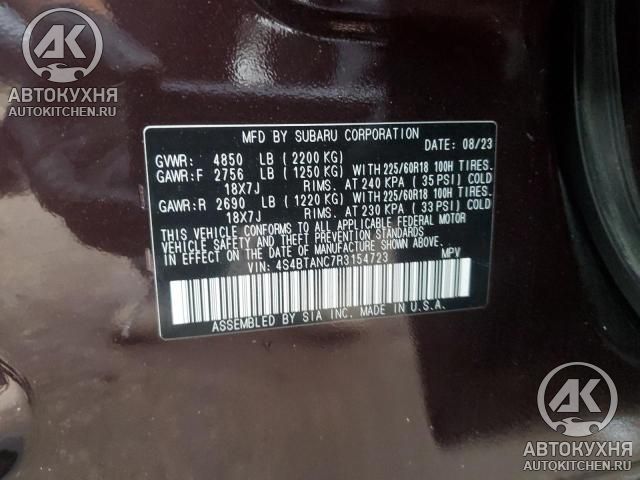 AK
АВТОКУХНЯ
AUTOKITCHEN.RU
MFD BY SUBARU CORPORATION
DATE: 08/23
GVWR: 4850 LB (2200 KG)
GAWR:F 2756 LB (1250 KG) WITH 225/60R18 100H TIRES.
18X7J RIMS. AT 240 KPA (35 PSI) COLD
GAWR:R 2690 LB (1220 KG) WITH 225/60R18 100H TIRES.
18X7J RIMS. AT 230 KPA (33 PSI) COLD
THIS VEHICLE CONFORMS TO ALL APPLICABLE FEDERAL MOTOR
VEHICLE SAFETY AND THEFT PREVENTION STANDARDS
IN EFFECT ON THE DATE OF MANUFACTURE SHOWN ABOVE.
VIN: 4S4BTANC7R3154723 MPV
ASSEMBLED BY SIA INC. MADE IN U.S.A.
AK
АВТОКУХНЯ
AUTOKITCHEN.RU